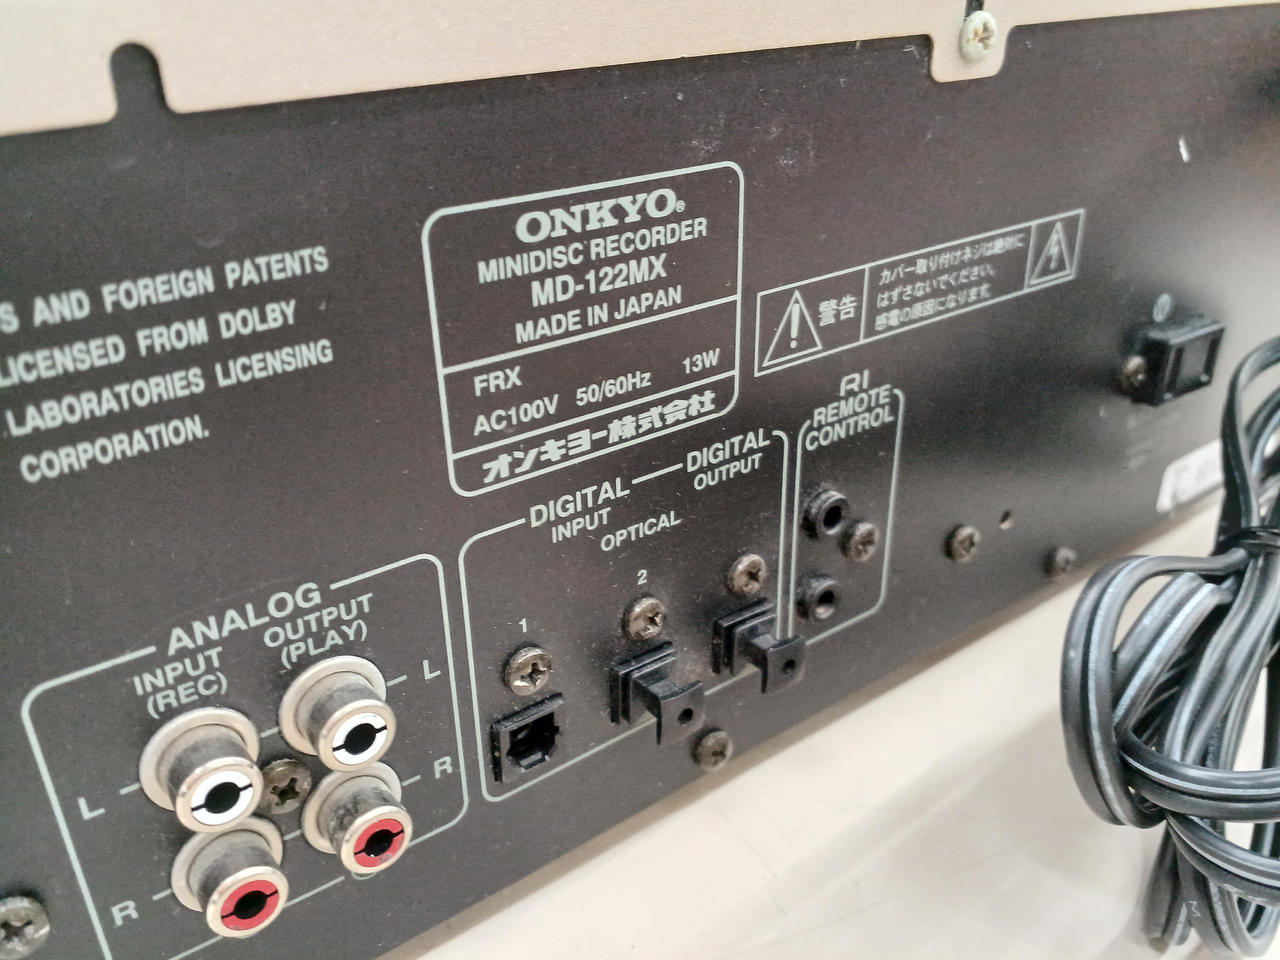 S AND FOREIGN PATENTS
LICENSED FROM DOLBY
LABORATORIES LICENSING
CORPORATION.
ONKYO®
MINIDISC RECORDER
MD-122MX
MADE IN JAPAN
FRX
AC100V 50/60Hz 13W
オンキヨー株式会社
警告
カバー取り付けネジは絶対に
はずさないでください。
感電の原因になります
RI
REMOTE
CONTROL
DIGITAL
INPUT
DIGITAL
OUTPUT
OPTICAL
1
2
ANALOG
INPUT
(REC)
OUTPUT
(PLAY)
L
R
L
R